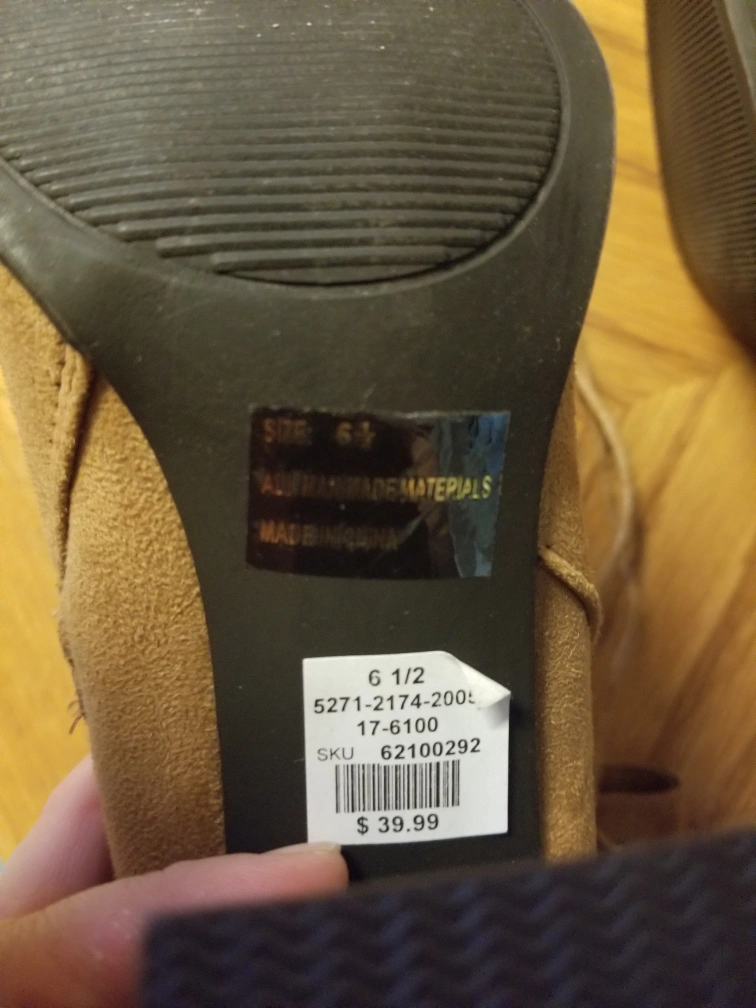 SIZE: 6½
ALL MAN MADE MATERIALS
MADE IN CHINA
6 1/2
5271-2174-2005
17-6100
SKU 62100292
$ 39.99